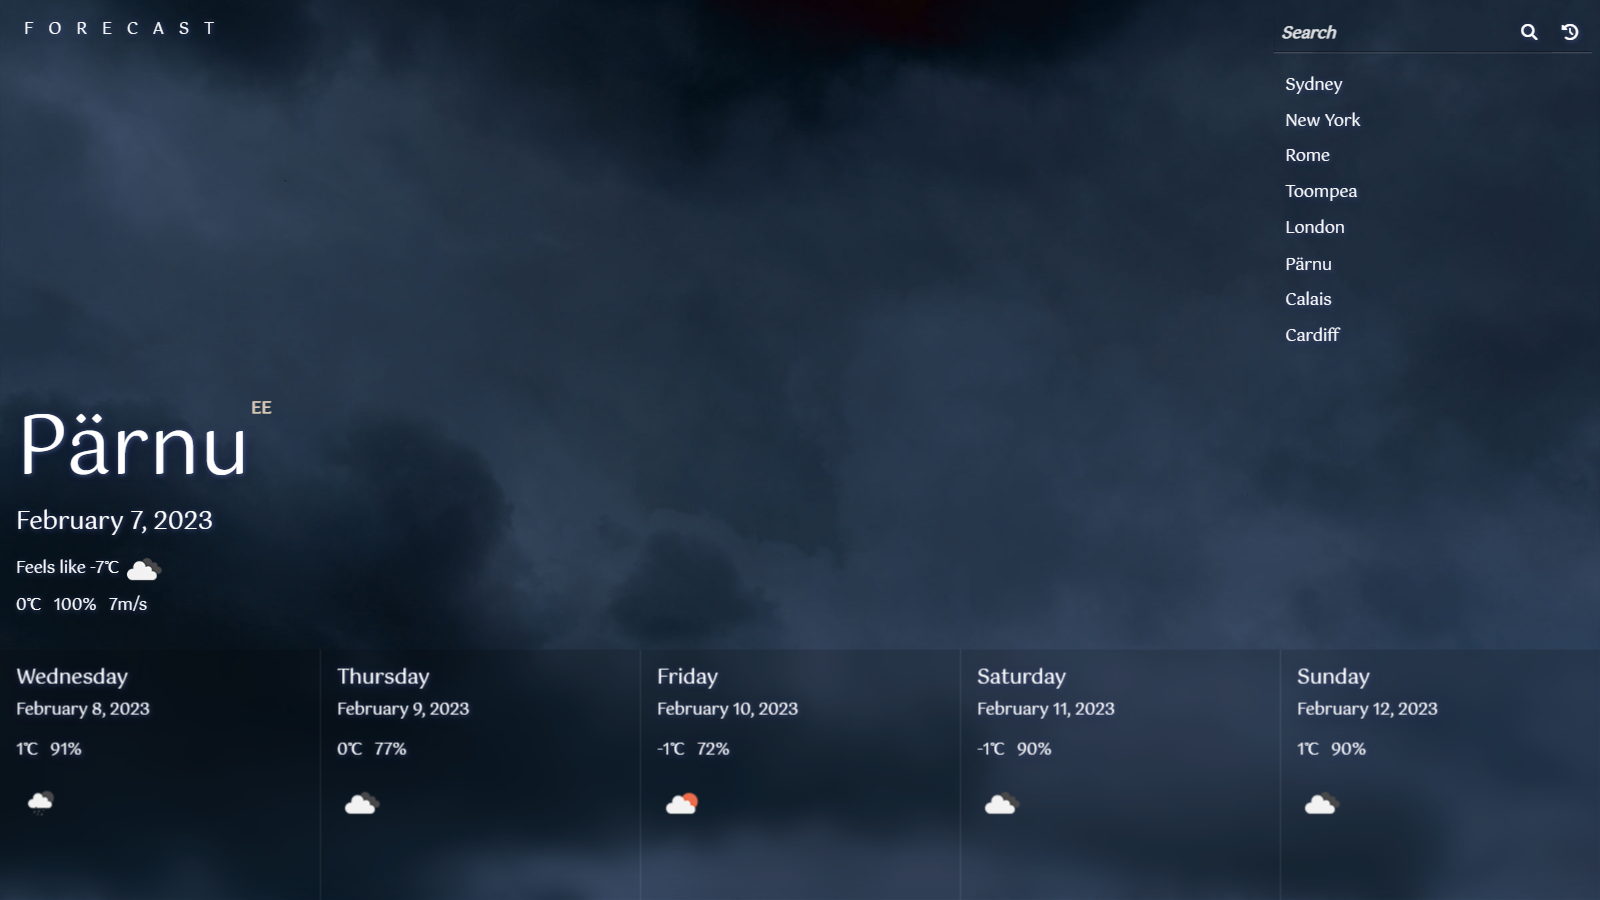 FORECAST
Search
Sydney
New York
Rome
Toompea
London
Pärnu
Calais
Cardiff
Pärnu EE
February 7, 2023
Feels like -7℃
0℃ 100% 7m/s
Wednesday
February 8, 2023
1℃ 91%
Thursday
February 9, 2023
0℃ 77%
Friday
February 10, 2023
-1℃ 72%
Saturday
February 11, 2023
-1℃ 90%
Sunday
February 12, 2023
1℃ 90%